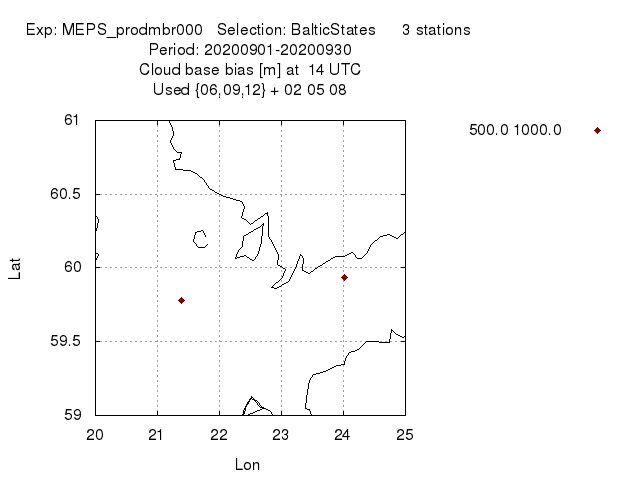 Exp: MEPS_prodmbr000 Selection: BalticStates 3 stations
Period: 20200901-20200930
Cloud base bias [m] at 14 UTC
Used {06,09,12} + 02 05 08
500.0 1000.0
61
60.5
60
59.5
59
Lat
20 21 22 23 24 25
Lon